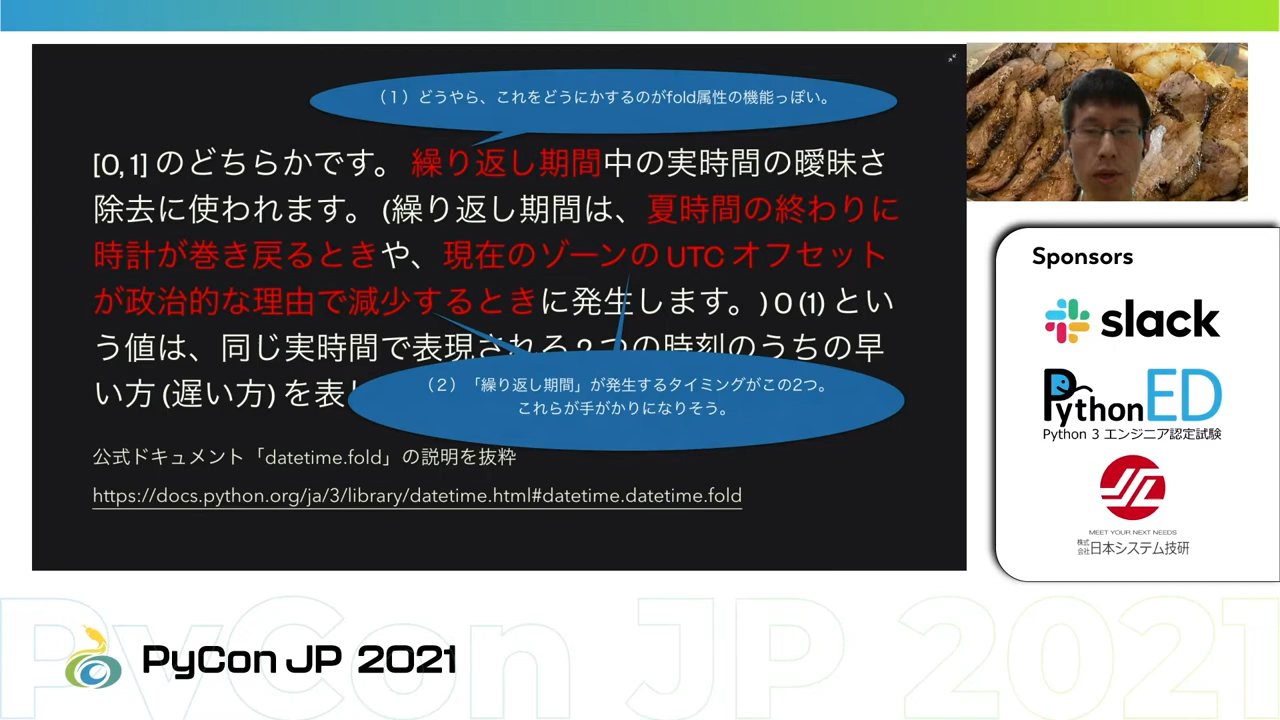 (1)どうやら、これをどうにかするのがfold属性の機能っぽい。
[0, 1] のどちらかです。 繰り返し期間中の実時間の曖昧さ
除去に使われます。 (繰り返し期間は、夏時間の終わりに
時計が巻き戻るときや、現在のゾーンの UTC オフセット
が政治的な理由で減少するときに発生します。) 0 (1) とい
う値は、同じ実時間で表現される 2 つの時刻のうちの早
い方 (遅い方) を表し
(2)「繰り返し期間」が発生するタイミングがこの2つ。
これらが手がかりになりそう。
公式ドキュメント「datetime.fold」の説明を抜粋
https://docs.python.org/ja/3/library/datetime.html#datetime.datetime.fold
Sponsors
slack
PythonED
Python 3 エンジニア認定試験
MEET YOUR NEXT NEEDS
株式会社日本システム技研
PyCon JP 2021
PyCon JP 2021